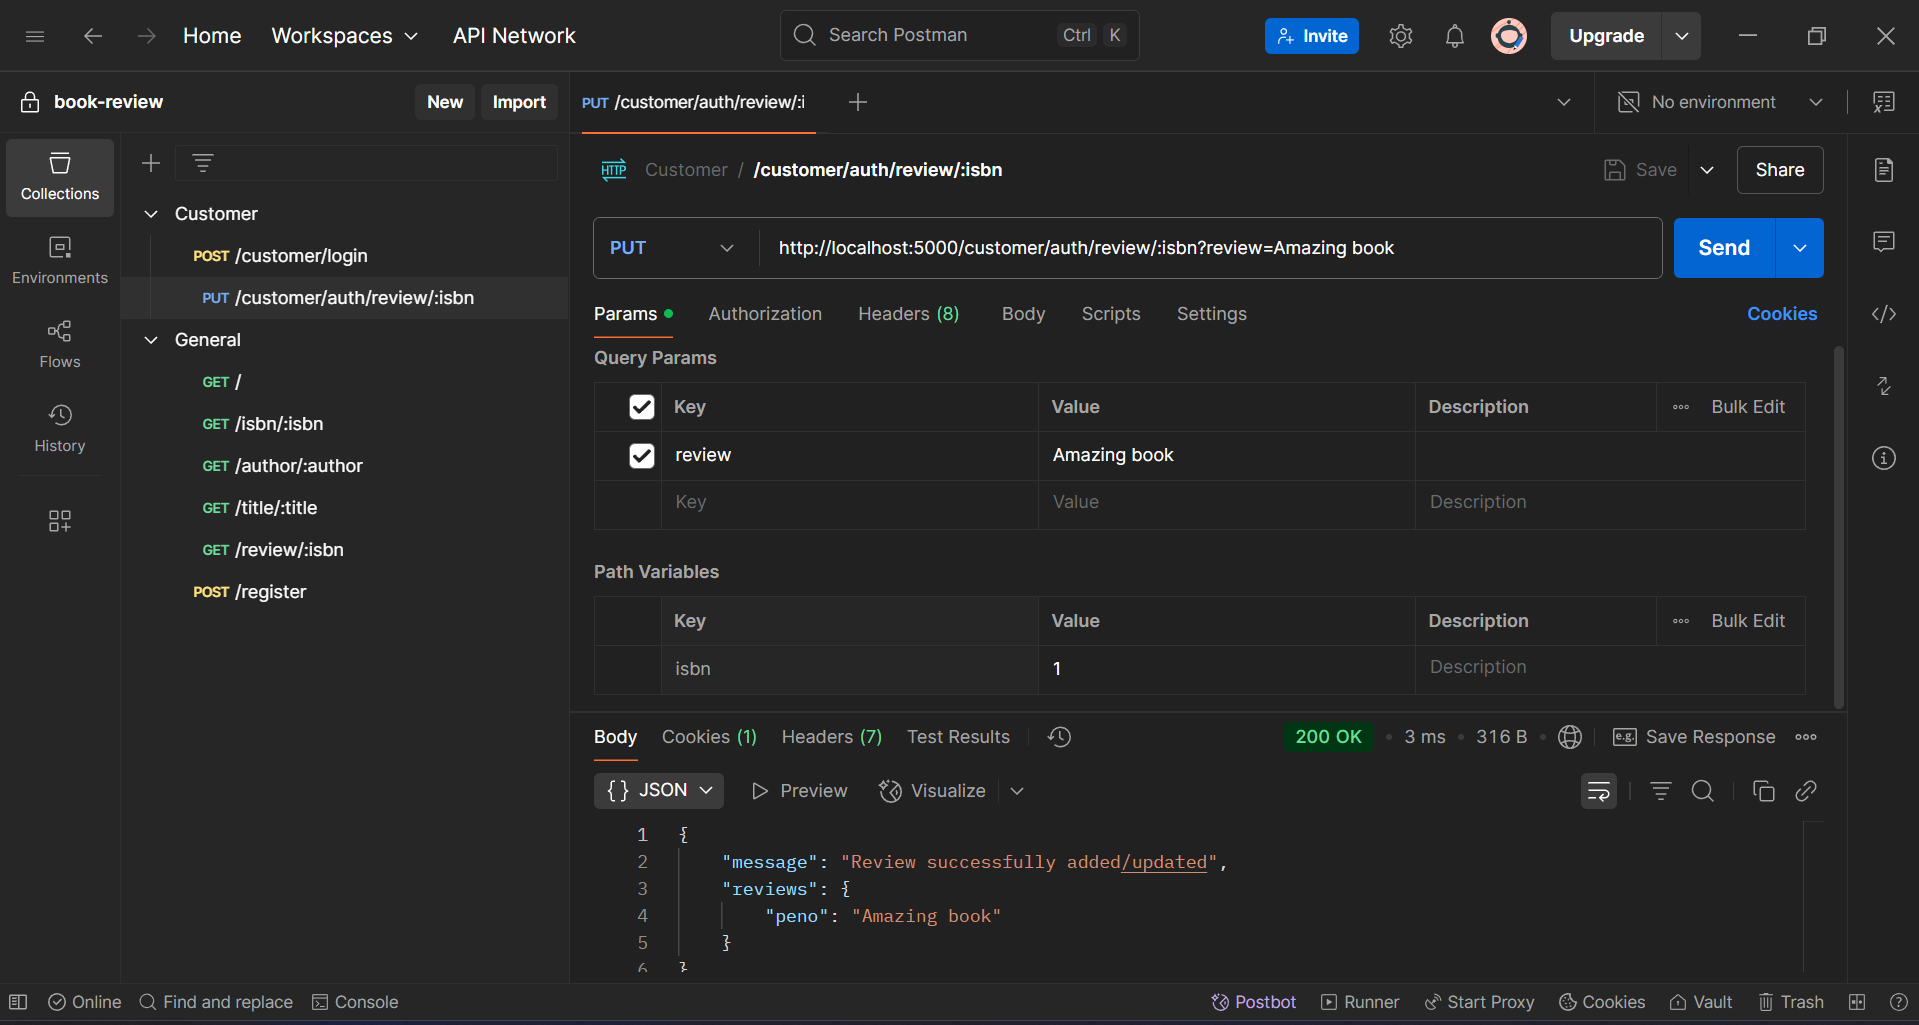 Home Workspaces API Network Search Postman Ctrl K Invite Upgrade
book-review New Import PUT /customer/auth/review/:i No environment
Collections
Environments
Flows
History
Customer
POST /customer/login
PUT /customer/auth/review/:isbn
General
GET /
GET /isbn/:isbn
GET /author/:author
GET /title/:title
GET /review/:isbn
POST /register
HTTP Customer / /customer/auth/review/:isbn Save Share
PUT http://localhost:5000/customer/auth/review/:isbn?review=Amazing book Send
Params Authorization Headers (8) Body Scripts Settings Cookies
Query Params
Key Value Description Bulk Edit
review Amazing book
Key Value Description
Path Variables
Key Value Description Bulk Edit
isbn 1 Description
Body Cookies (1) Headers (7) Test Results 200 OK • 3 ms • 316 B • e.g. Save Response
{} JSON Preview Visualize
1 {
2 "message": "Review successfully added/updated",
3 "reviews": {
4 "peno": "Amazing book"
5 }
6 }
Online Find and replace Console Postbot Runner Start Proxy Cookies Vault Trash